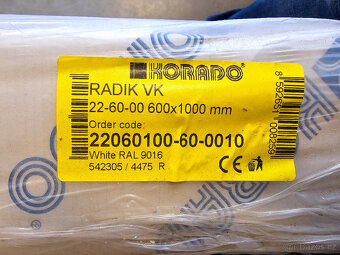 KORADO
RADIK VK
22-60-00 600x1000 mm
Order code:
22060100-60-0010
White RAL 9016
542305 / 4475 R
CE